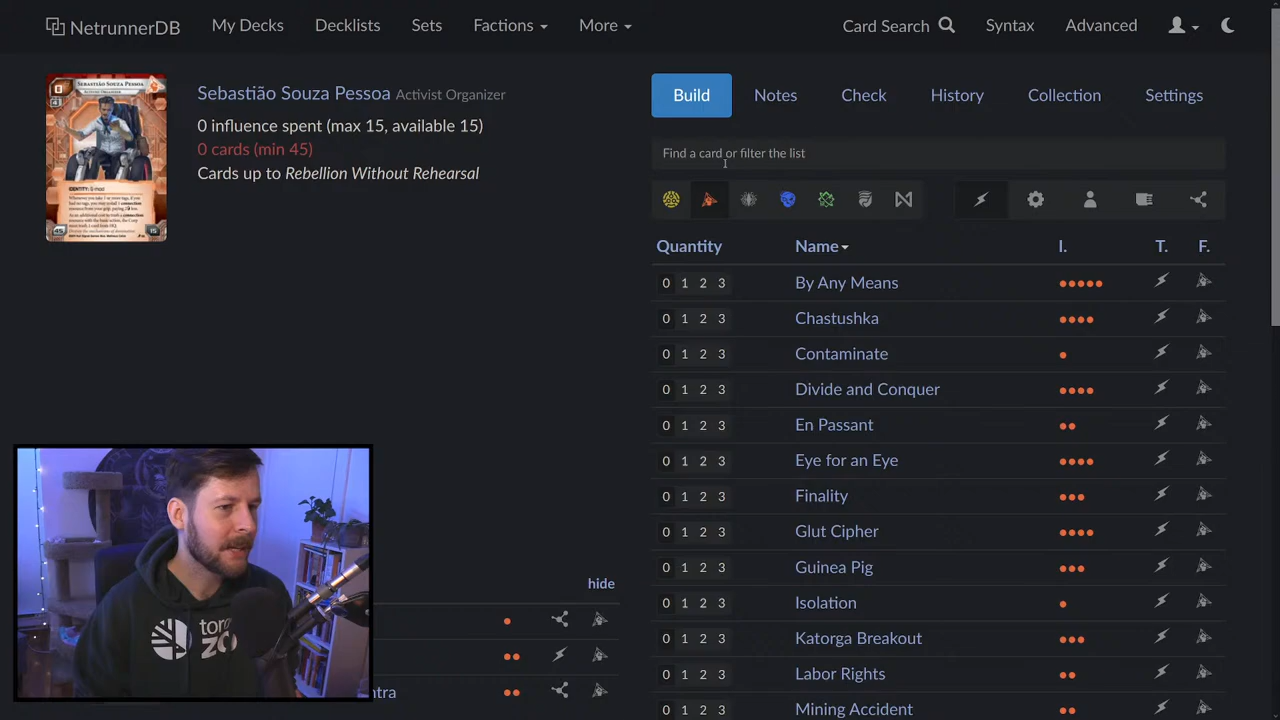 NetrunnerDB My Decks Decklists Sets Factions More Card Search Syntax Advanced
Sebastião Souza Pessoa Activist Organizer
0 influence spent (max 15, available 15)
0 cards (min 45)
Cards up to Rebellion Without Rehearsal
SEBASTIÃO SOUZA PESSOA
45
15
hide
ntra
Build Notes Check History Collection Settings
Find a card or filter the list
Quantity Name I. T. F.
0 1 2 3 By Any Means
0 1 2 3 Chastushka
0 1 2 3 Contaminate
0 1 2 3 Divide and Conquer
0 1 2 3 En Passant
0 1 2 3 Eye for an Eye
0 1 2 3 Finality
0 1 2 3 Glut Cipher
0 1 2 3 Guinea Pig
0 1 2 3 Isolation
0 1 2 3 Katorga Breakout
0 1 2 3 Labor Rights
0 1 2 3 Mining Accident